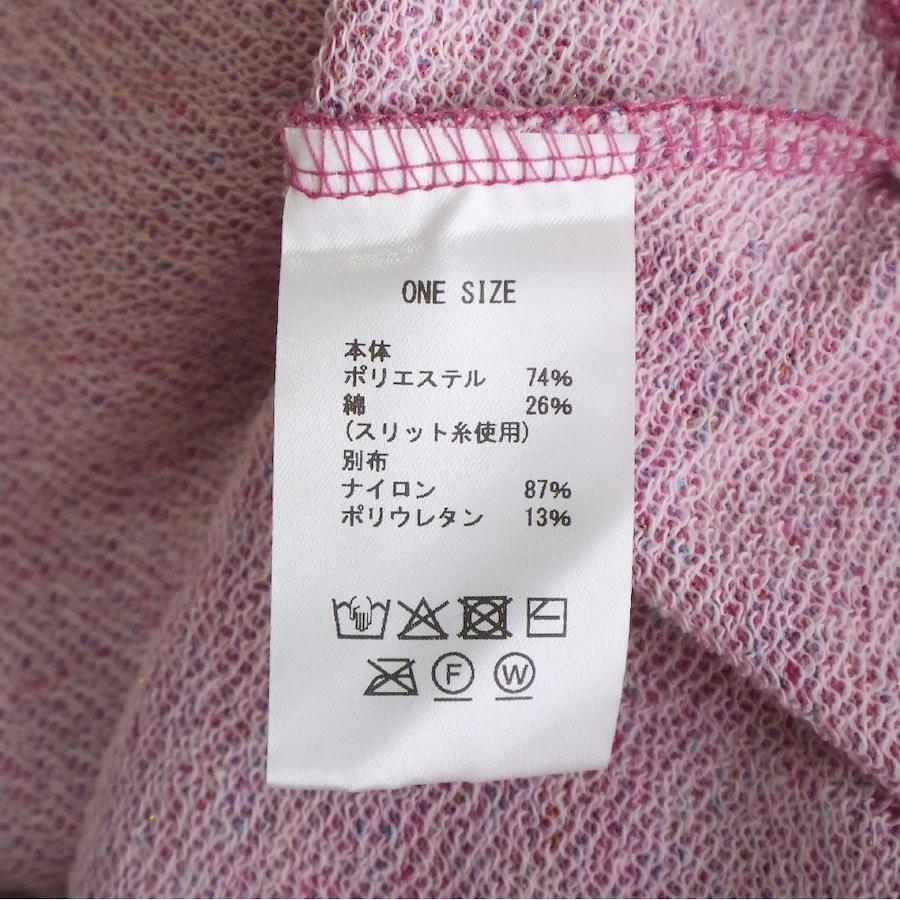 ONE SIZE
本体
ポリエステル 74%
綿 26%
(スリット糸使用)
別布
ナイロン 87%
ポリウレタン 13%
F W